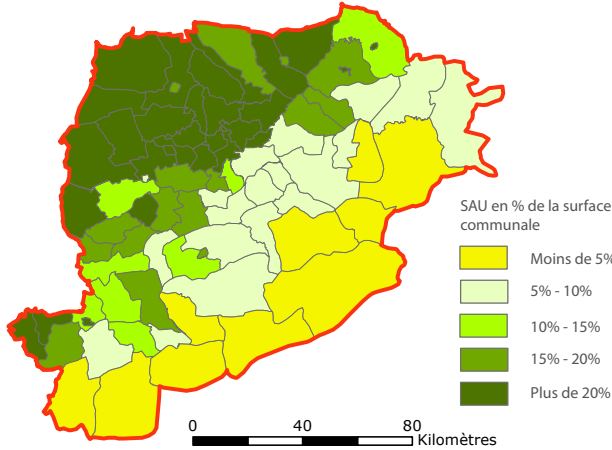 SAU en % de la surface
communale
Moins de 5%
5% - 10%
10% - 15%
15% - 20%
Plus de 20%
0 40 80
Kilomètres